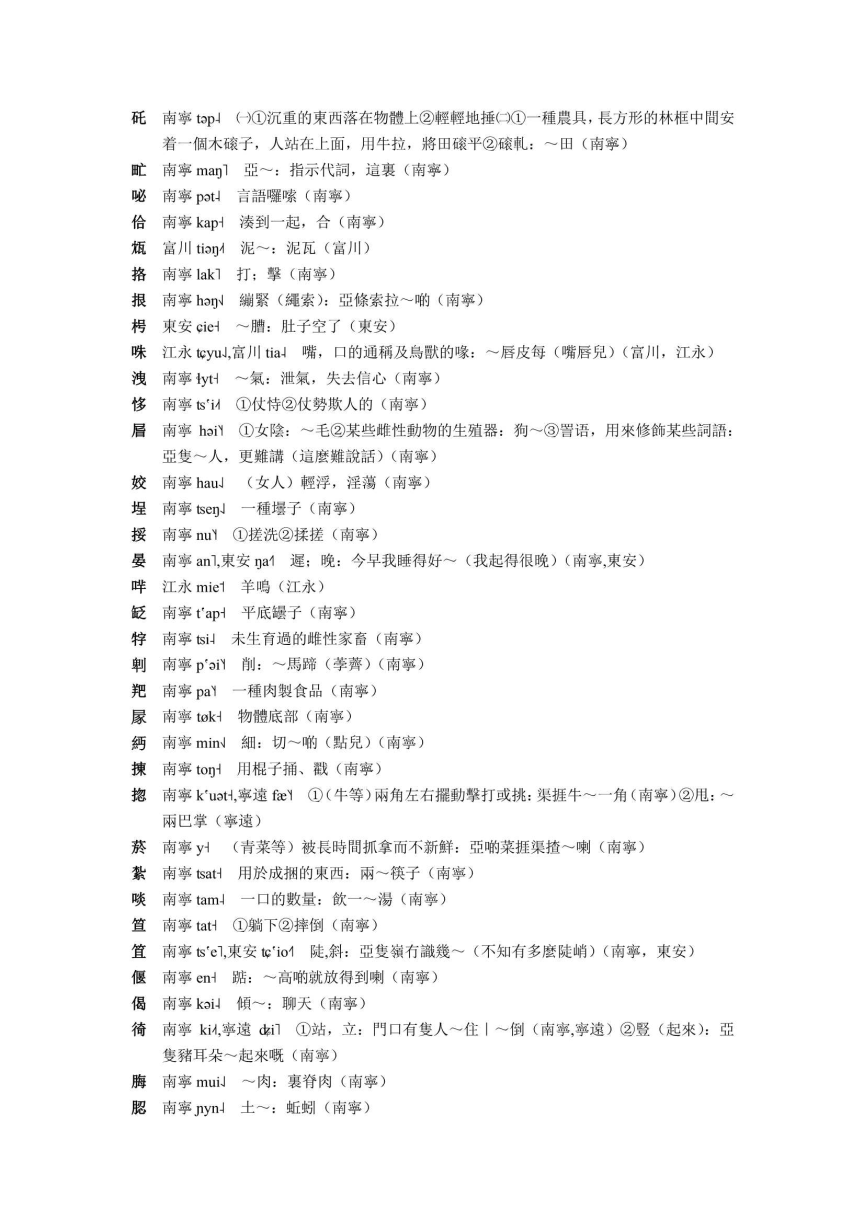 砘　南寧 təp˨　㈠①沉重的東西落在物體上②輕輕地捶㈡①一種農具，長方形的林框中間安
着一個木磙子，人站在上面，用牛拉，將田磙平②磙軋：～田（南寧）
甿　南寧 maŋ˥　亞～：指示代詞，這裏（南寧）
咇　南寧 pət　言語囉嗦（南寧）
佮　南寧 kap˧　湊到一起，合（南寧）
㼝　富川 tiəŋ　泥～：泥瓦（富川）
挌　南寧 lak˥　打；擊（南寧）
拫　南寧 həŋ　繃緊（繩索）：亞條索拉～啲（南寧）
枵　東安 ɕie˧　～膶：肚子空了（東安）
咮　江永 tɕyu,富川 tia　嘴，口的通稱及鳥獸的喙：～唇皮每（嘴唇兒）（富川，江永）
洩　南寧 ɬyt˧　～氣：泄氣，失去信心（南寧）
恀　南寧 ts‘i　①仗恃②仗勢欺人的（南寧）
南寧 həi　①女陰：～毛②某些雌性動物的生殖器：狗～③詈语，用來修飾某些詞語：
亞隻～人，更難講（這麼難說話）（南寧）
姣　南寧 hau　（女人）輕浮，淫蕩（南寧）
埕　南寧 tseŋ　一種壜子（南寧）
挼　南寧 nu　①搓洗②揉搓（南寧）
晏　南寧 an˥,東安 ŋa　遲；晚：今早我睡得好～（我起得很晚）（南寧,東安）
哶　江永 mie　羊鳴（江永）
南寧 t‘ap˧　平底罎子（南寧）
牸　南寧 tsi　未生育過的雌性家畜（南寧）
剕　南寧 p‘əi　削：～馬蹄（荸薺）（南寧）
羓　南寧 pa　一種肉製食品（南寧）
㞘　南寧 tøk˧　物體底部（南寧）
南寧 min　細：切～啲（點兒）（南寧）
揀　南寧 toŋ˧　用棍子捅、戳（南寧）
㧾　南寧 k‘uət˧,寧遠 fæ　①（牛等）兩角左右擺動擊打或挑：渠捱牛～一角（南寧）②甩：～
兩巴掌（寧遠）
菸　南寧 y˧　（青菜等）被長時間抓拿而不新鮮：亞啲菜捱渠揸～喇（南寧）
紮　南寧 tsat˧　用於成捆的東西：兩～筷子（南寧）
啖　南寧 tam˨　一口的數量：飲一～湯（南寧）
笪　南寧 tat˧　①躺下②摔倒（南寧）
笡　南寧 ts‘e˥,東安 tɕ‘io　陡,斜：亞隻嶺冇識幾～（不知有多麼陡峭）（南寧，東安）
偃　南寧 en˧　踮：～高啲就放得到喇（南寧）
偈　南寧 kəi　傾～：聊天（南寧）
徛　南寧 ki,寧遠 dʑi˥　①站，立：門口有隻人～住｜～倒（南寧,寧遠）②豎（起來）：亞
隻豬耳朵～起來嘅（南寧）
脢　南寧 mui　～肉：裏脊肉（南寧）
南寧 ɲyn　土～：蚯蚓（南寧）